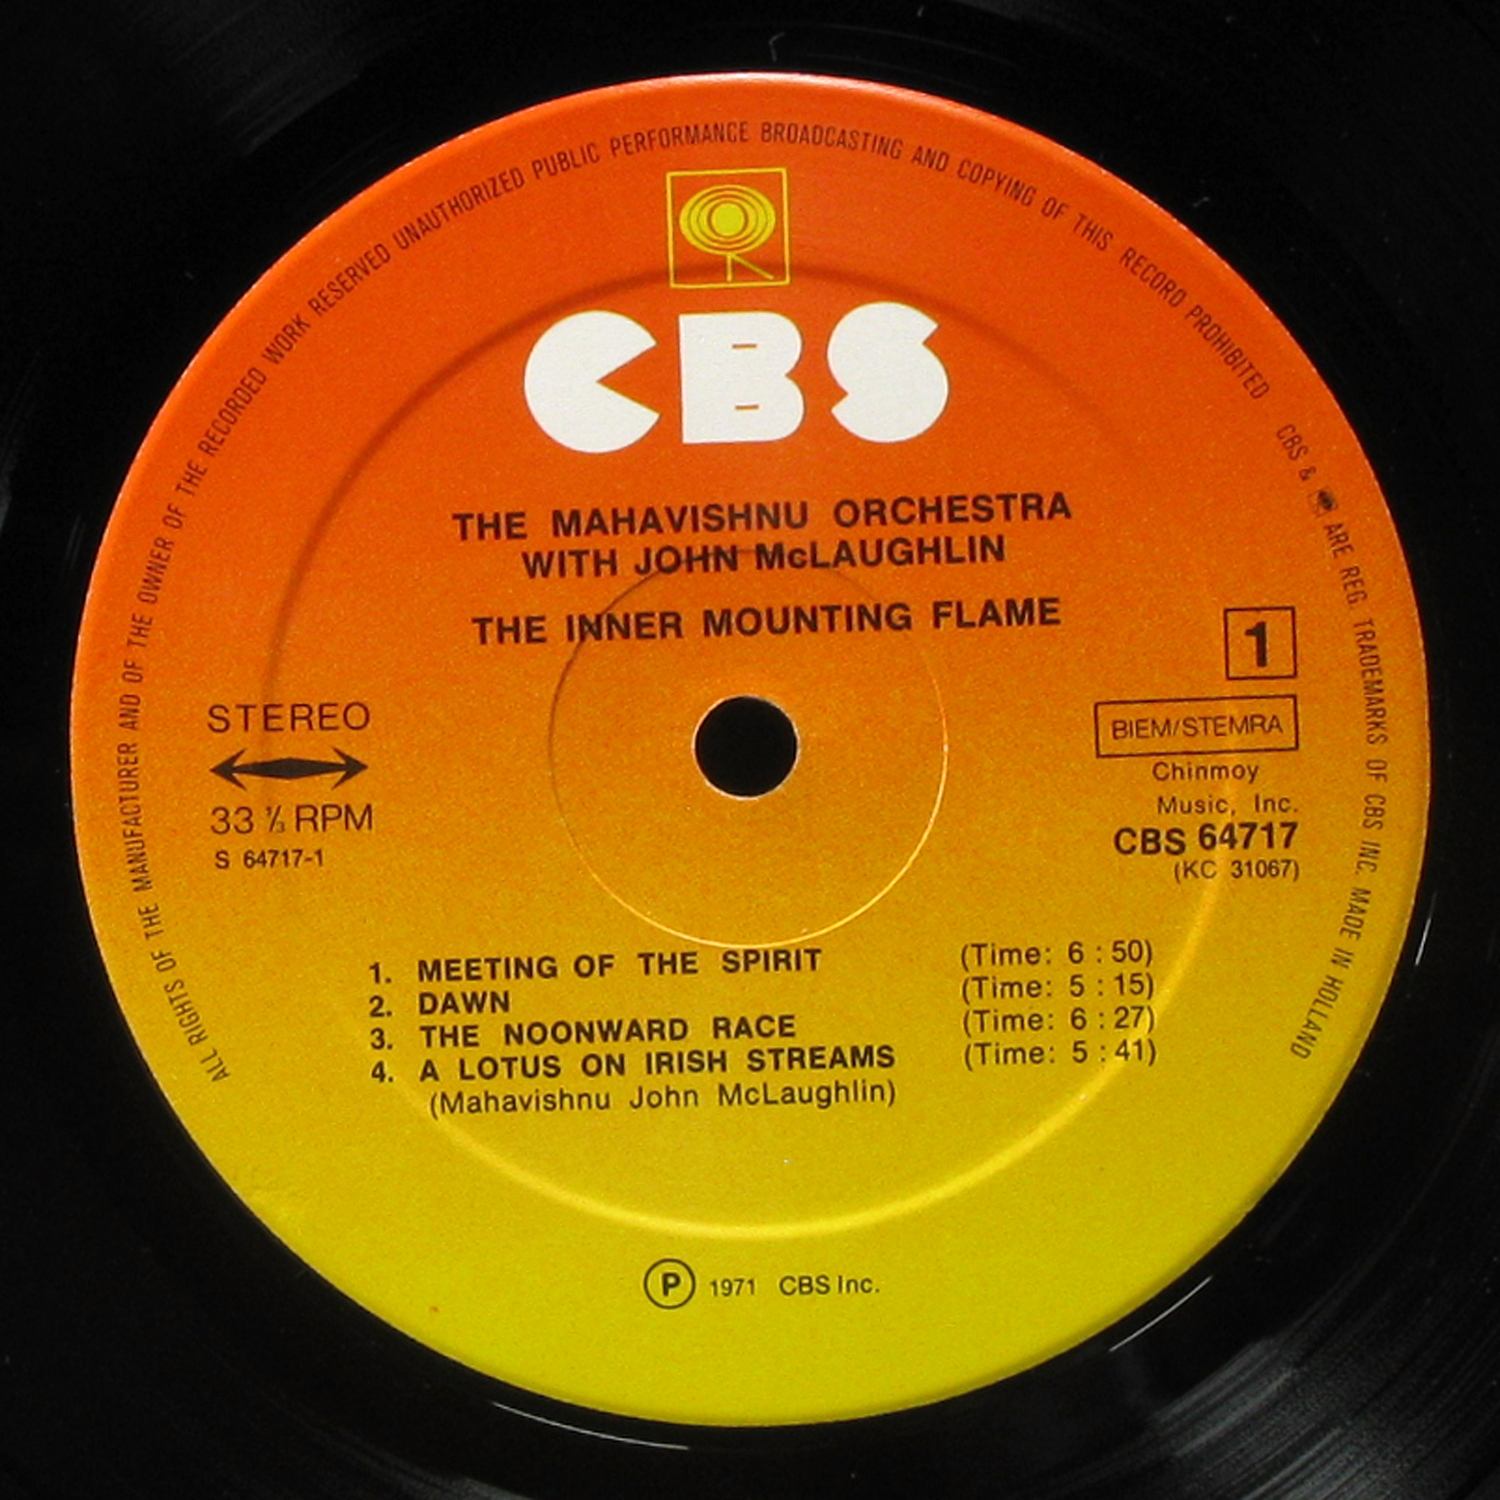 ALL RIGHTS OF THE MANUFACTURER AND OF THE OWNER OF THE RECORDED WORK RESERVED UNAUTHORIZED PUBLIC PERFORMANCE BROADCASTING AND COPYING OF THIS RECORD PROHIBITED
CBS & ARE REG. TRADEMARKS OF CBS INC. MADE IN HOLLAND
CBS
THE MAHAVISHNU ORCHESTRA
WITH JOHN McLAUGHLIN
THE INNER MOUNTING FLAME
1
STEREO
33 ⅓ RPM
S 64717-1
BIEM/STEMRA
Chinmoy
Music, Inc.
CBS 64717
(KC 31067)
1. MEETING OF THE SPIRIT (Time: 6 : 50)
2. DAWN (Time: 5 : 15)
3. THE NOONWARD RACE (Time: 6 : 27)
4. A LOTUS ON IRISH STREAMS (Time: 5 : 41)
(Mahavishnu John McLaughlin)
Ⓟ 1971 CBS Inc.